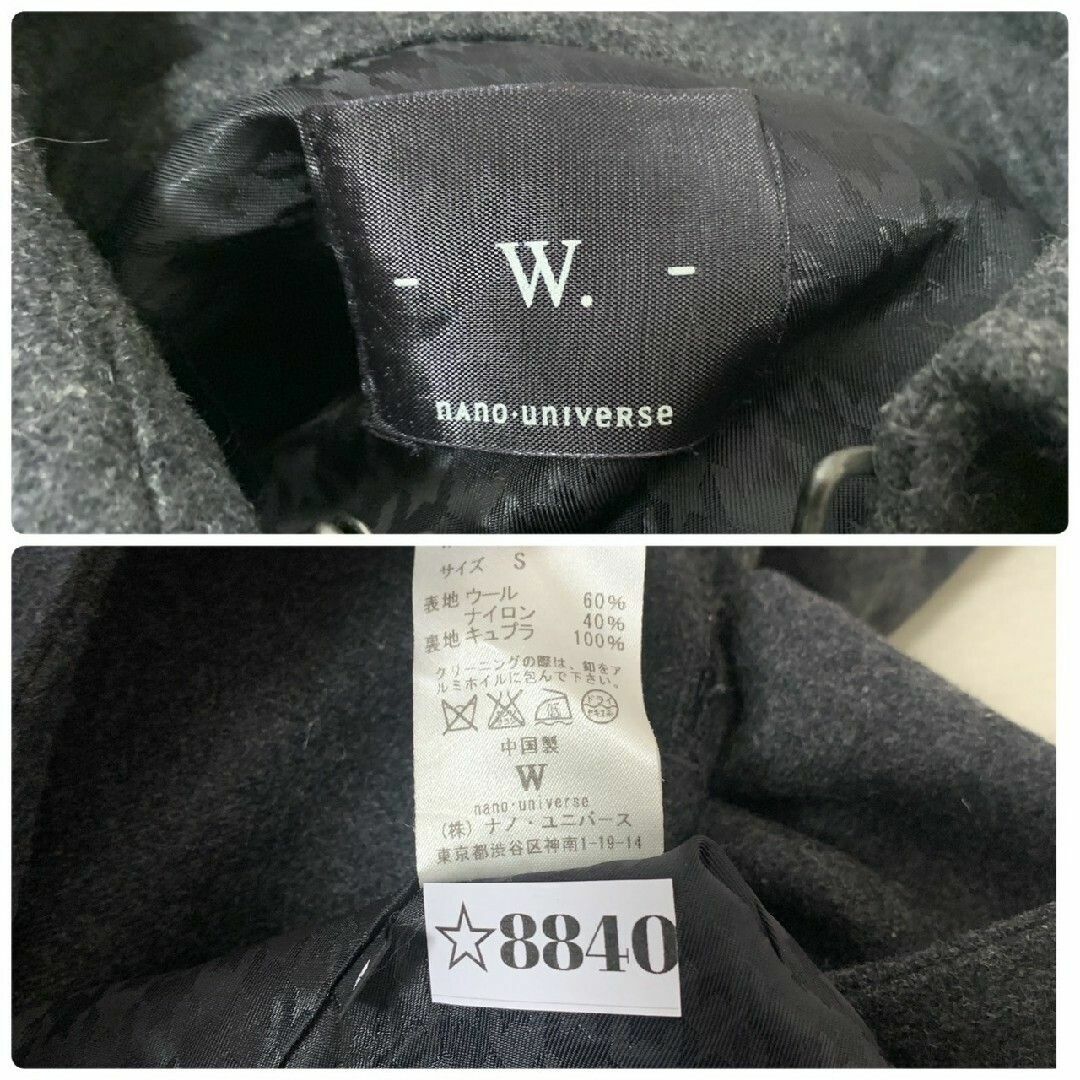 - W. -
nano·universe
サイズ S
表地 ウール 60%
ナイロン 40%
裏地 キュプラ 100%
クリーニングの際は、釦をア
ルミホイルに包んで下さい。
ドライ
中国製
W
nano·universe
(株) ナノ・ユニバース
東京都渋谷区神南1-19-14
☆8840